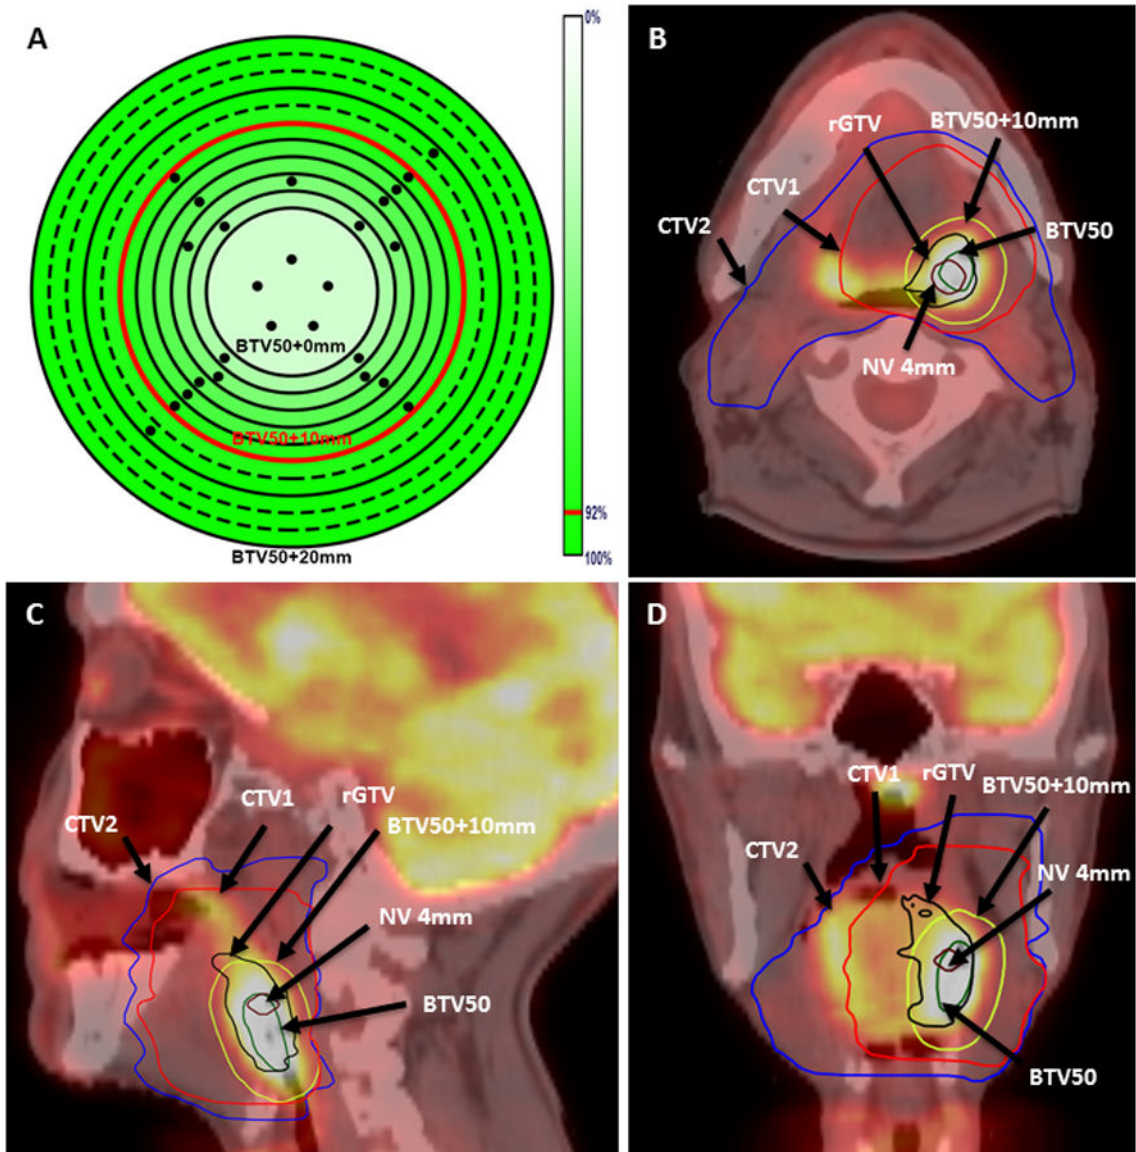 A
0%
BTV50+0mm
BTV50+10mm
92%
100%
BTV50+20mm
B
rGTV
BTV50+10mm
CTV1
CTV2
BTV50
NV 4mm
C
CTV1
rGTV
CTV2
BTV50+10mm
NV 4mm
BTV50
D
CTV1
rGTV
BTV50+10mm
CTV2
NV 4mm
BTV50